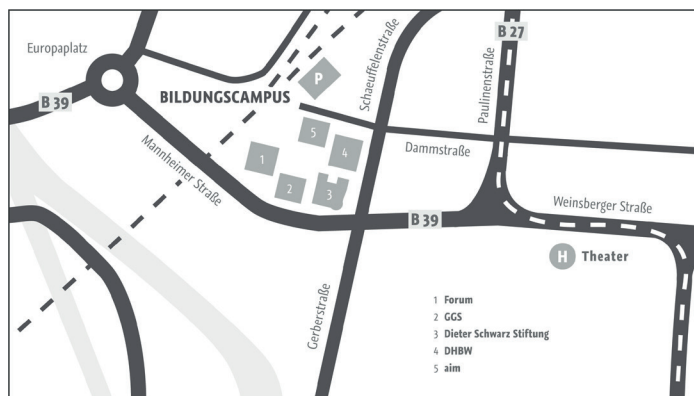 Europaplatz
B 39
BILDUNGSCAMPUS
P
Schaeuffelenstraße
B 27
Paulinenstraße
Mannheimer Straße
1
2
3
4
5
Dammstraße
B 39
Weinsberger Straße
H Theater
Gerberstraße
1 Forum
2 GGS
3 Dieter Schwarz Stiftung
4 DHBW
5 aim